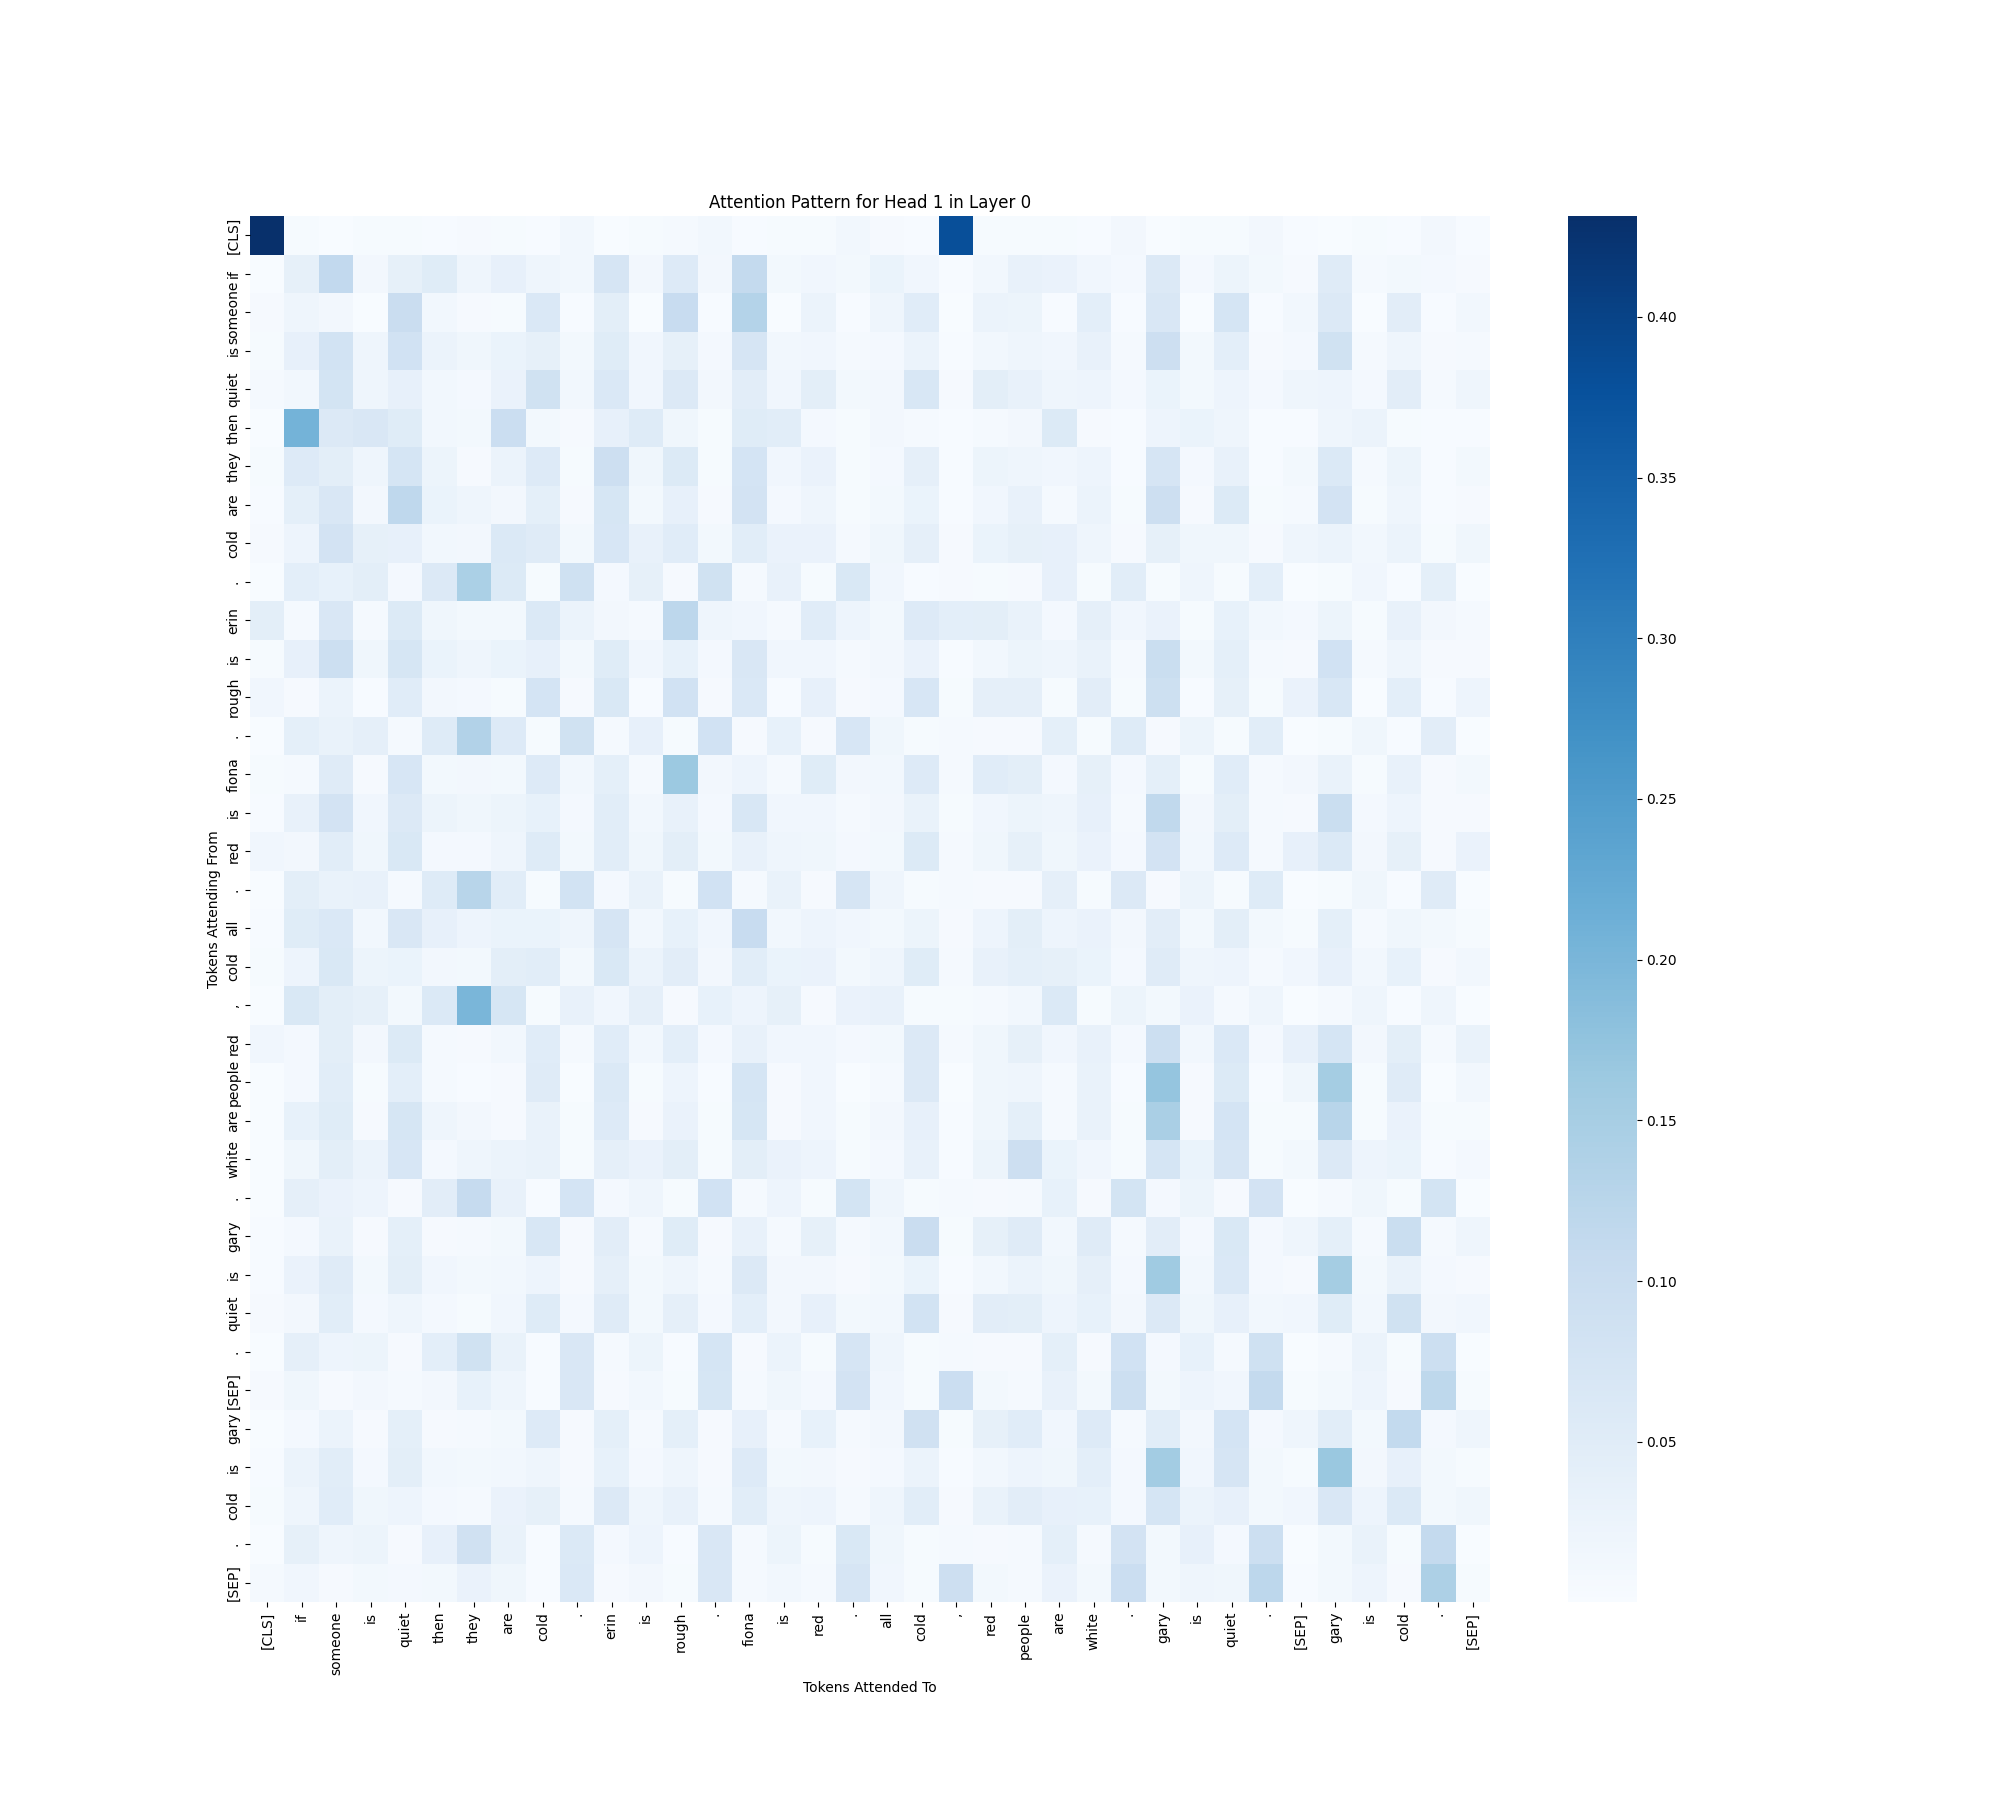 Attention Pattern for Head 1 in Layer 0
Tokens Attending From
[CLS]
if
someone
is
quiet
then
they
are
cold
.
erin
is
rough
.
fiona
is
red
.
all
cold
,
red
people
are
white
.
gary
is
quiet
.
[SEP]
gary
is
cold
.
[SEP]
[CLS]
if
someone
is
quiet
then
they
are
cold
.
erin
is
rough
.
fiona
is
red
.
all
cold
,
red
people
are
white
.
gary
is
quiet
.
[SEP]
gary
is
cold
.
[SEP]
Tokens Attended To
0.40
0.35
0.30
0.25
0.20
0.15
0.10
0.05